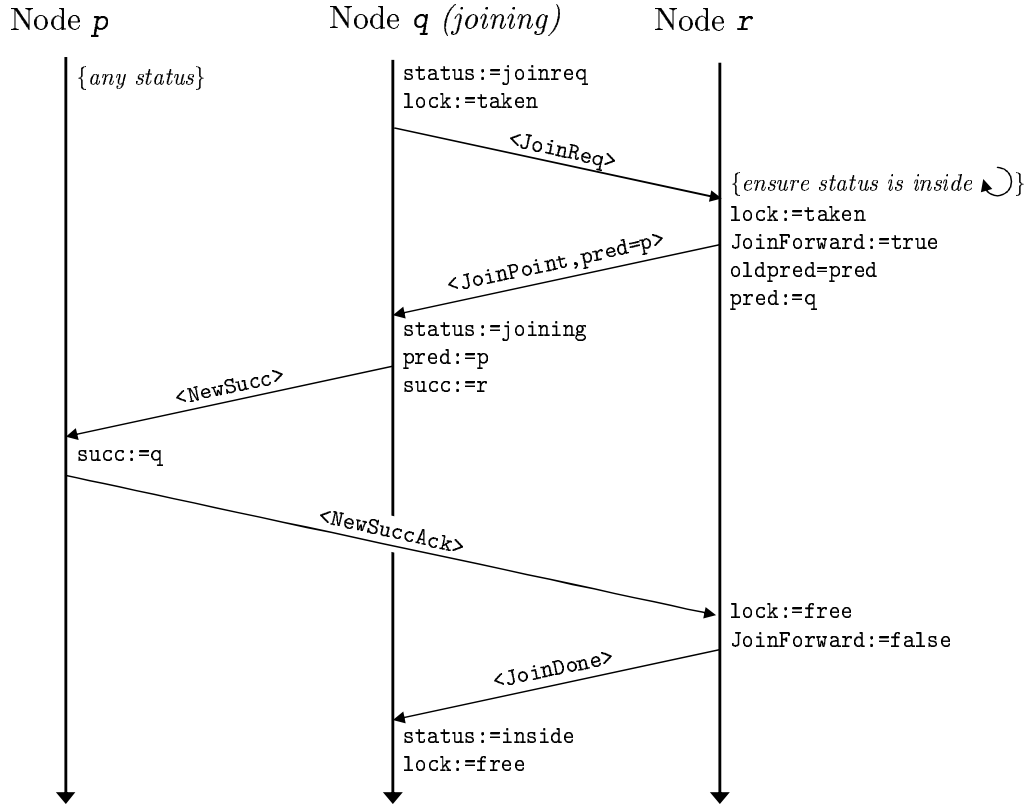 Node p
Node q (joining)
Node r
{any status}
status:=joinreq
lock:=taken
<JoinReq>
{ensure status is inside }
lock:=taken
JoinForward:=true
oldpred=pred
pred:=q
<JoinPoint,pred=p>
status:=joining
pred:=p
succ:=r
<NewSucc>
succ:=q
<NewSuccAck>
lock:=free
JoinForward:=false
<JoinDone>
status:=inside
lock:=free